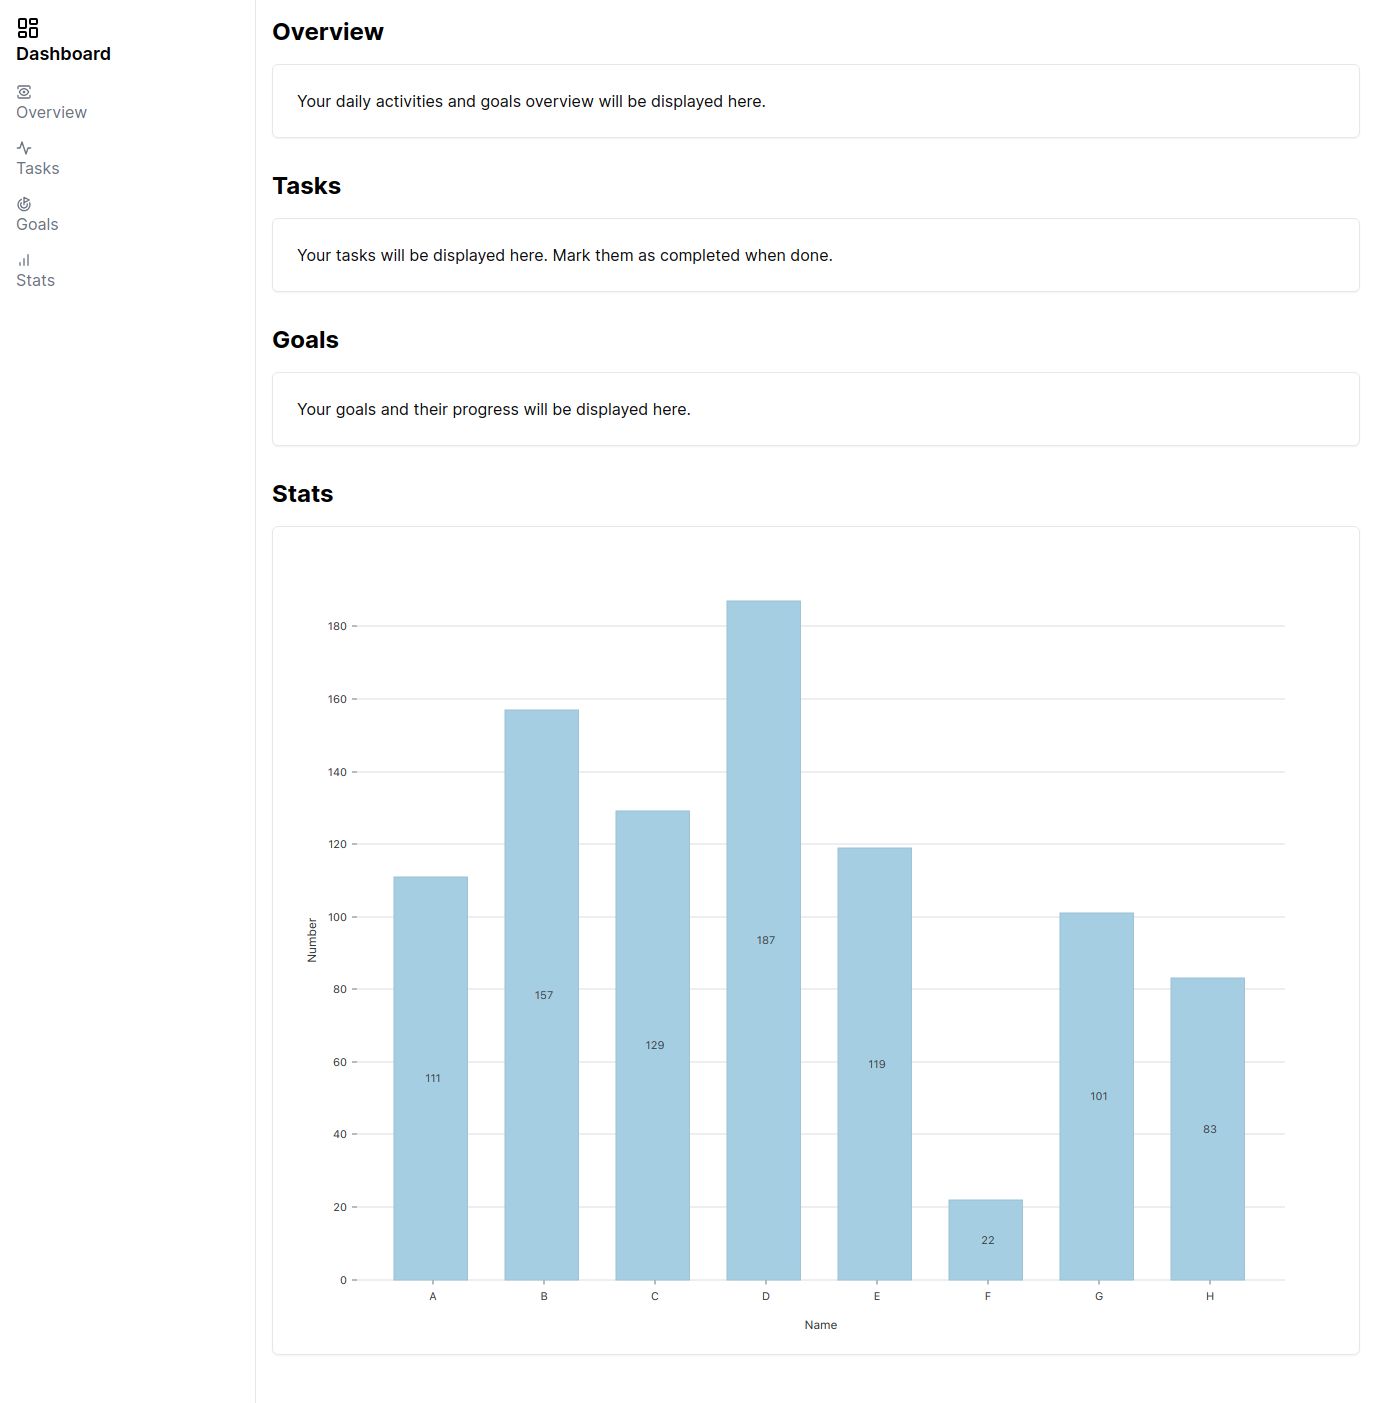 Dashboard
Overview
Tasks
Goals
Stats
Overview
Your daily activities and goals overview will be displayed here.
Tasks
Your tasks will be displayed here. Mark them as completed when done.
Goals
Your goals and their progress will be displayed here.
Stats
180
160
140
120
100
80
60
40
20
0
Number
111
157
129
187
119
22
101
83
A B C D E F G H
Name